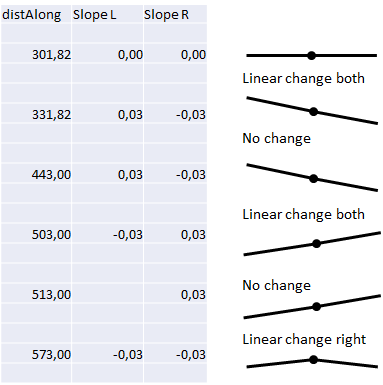 distAlong Slope L Slope R
301,82 0,00 0,00
Linear change both
331,82 0,03 -0,03
No change
443,00 0,03 -0,03
Linear change both
503,00 -0,03 0,03
No change
513,00 0,03
Linear change right
573,00 -0,03 -0,03